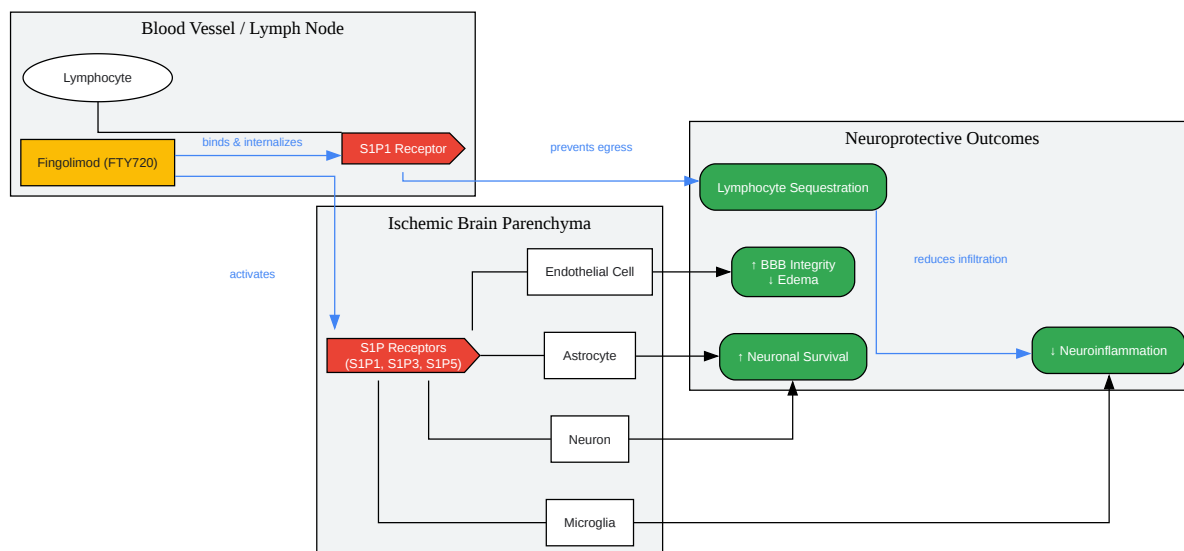 Blood Vessel / Lymph Node
Lymphocyte
Fingolimod (FTY720)
binds & internalizes
S1P1 Receptor
prevents egress
activates
Ischemic Brain Parenchyma
S1P Receptors
(S1P1, S1P3, S1P5)
Endothelial Cell
Astrocyte
Neuron
Microglia
Neuroprotective Outcomes
Lymphocyte Sequestration
reduces infiltration
↑ BBB Integrity
↓ Edema
↑ Neuronal Survival
↓ Neuroinflammation